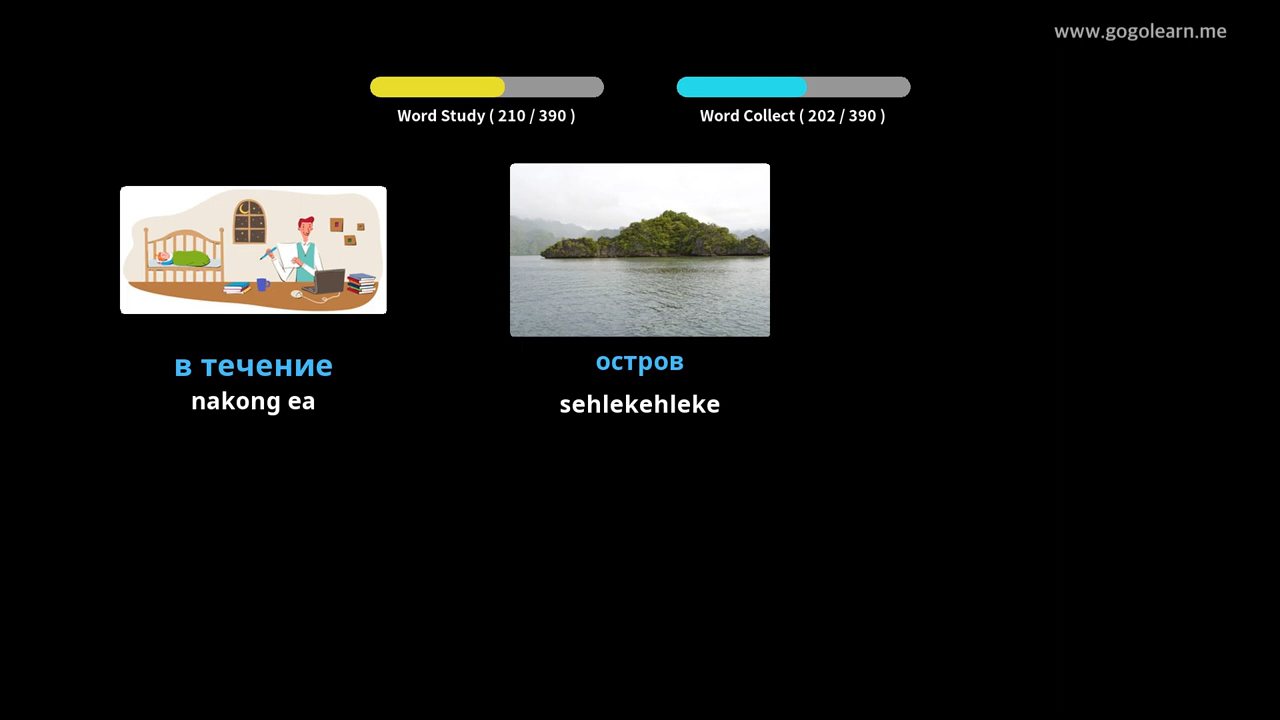 www.gogolearn.me
Word Study ( 210 / 390 )
Word Collect ( 202 / 390 )
в течение
nakong ea
остров
sehlekehleke